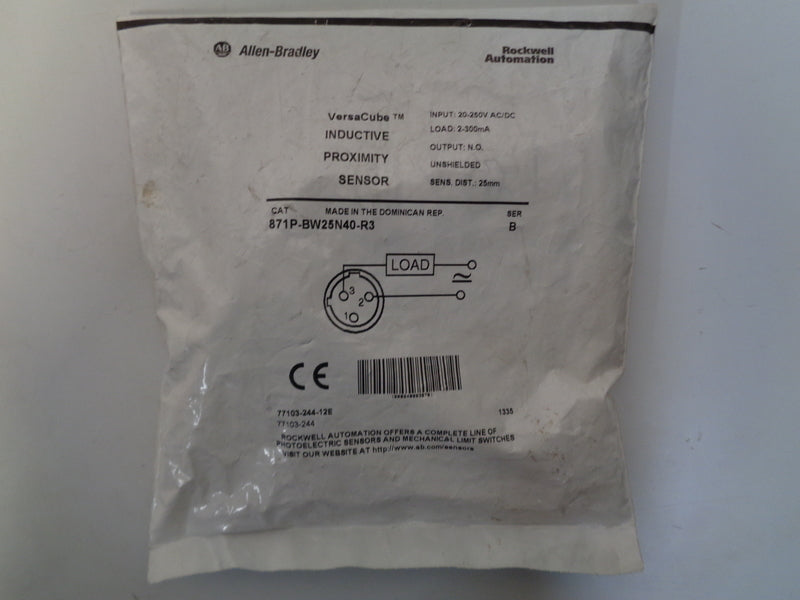 AB Allen-Bradley
Rockwell
Automation
VersaCube™
INDUCTIVE
PROXIMITY
SENSOR
INPUT: 20-250V AC/DC
LOAD: 2-300mA
OUTPUT: N.O.
UNSHIELDED
SENS. DIST.: 25mm
CAT MADE IN THE DOMINICAN REP. SER
871P-BW25N40-R3 B
LOAD
3
2
1
CE
77103-244-12E 1335
77103-244
ROCKWELL AUTOMATION OFFERS A COMPLETE LINE OF
PHOTOELECTRIC SENSORS AND MECHANICAL LIMIT SWITCHES
VISIT OUR WEBSITE AT http://www.ab.com/sensors